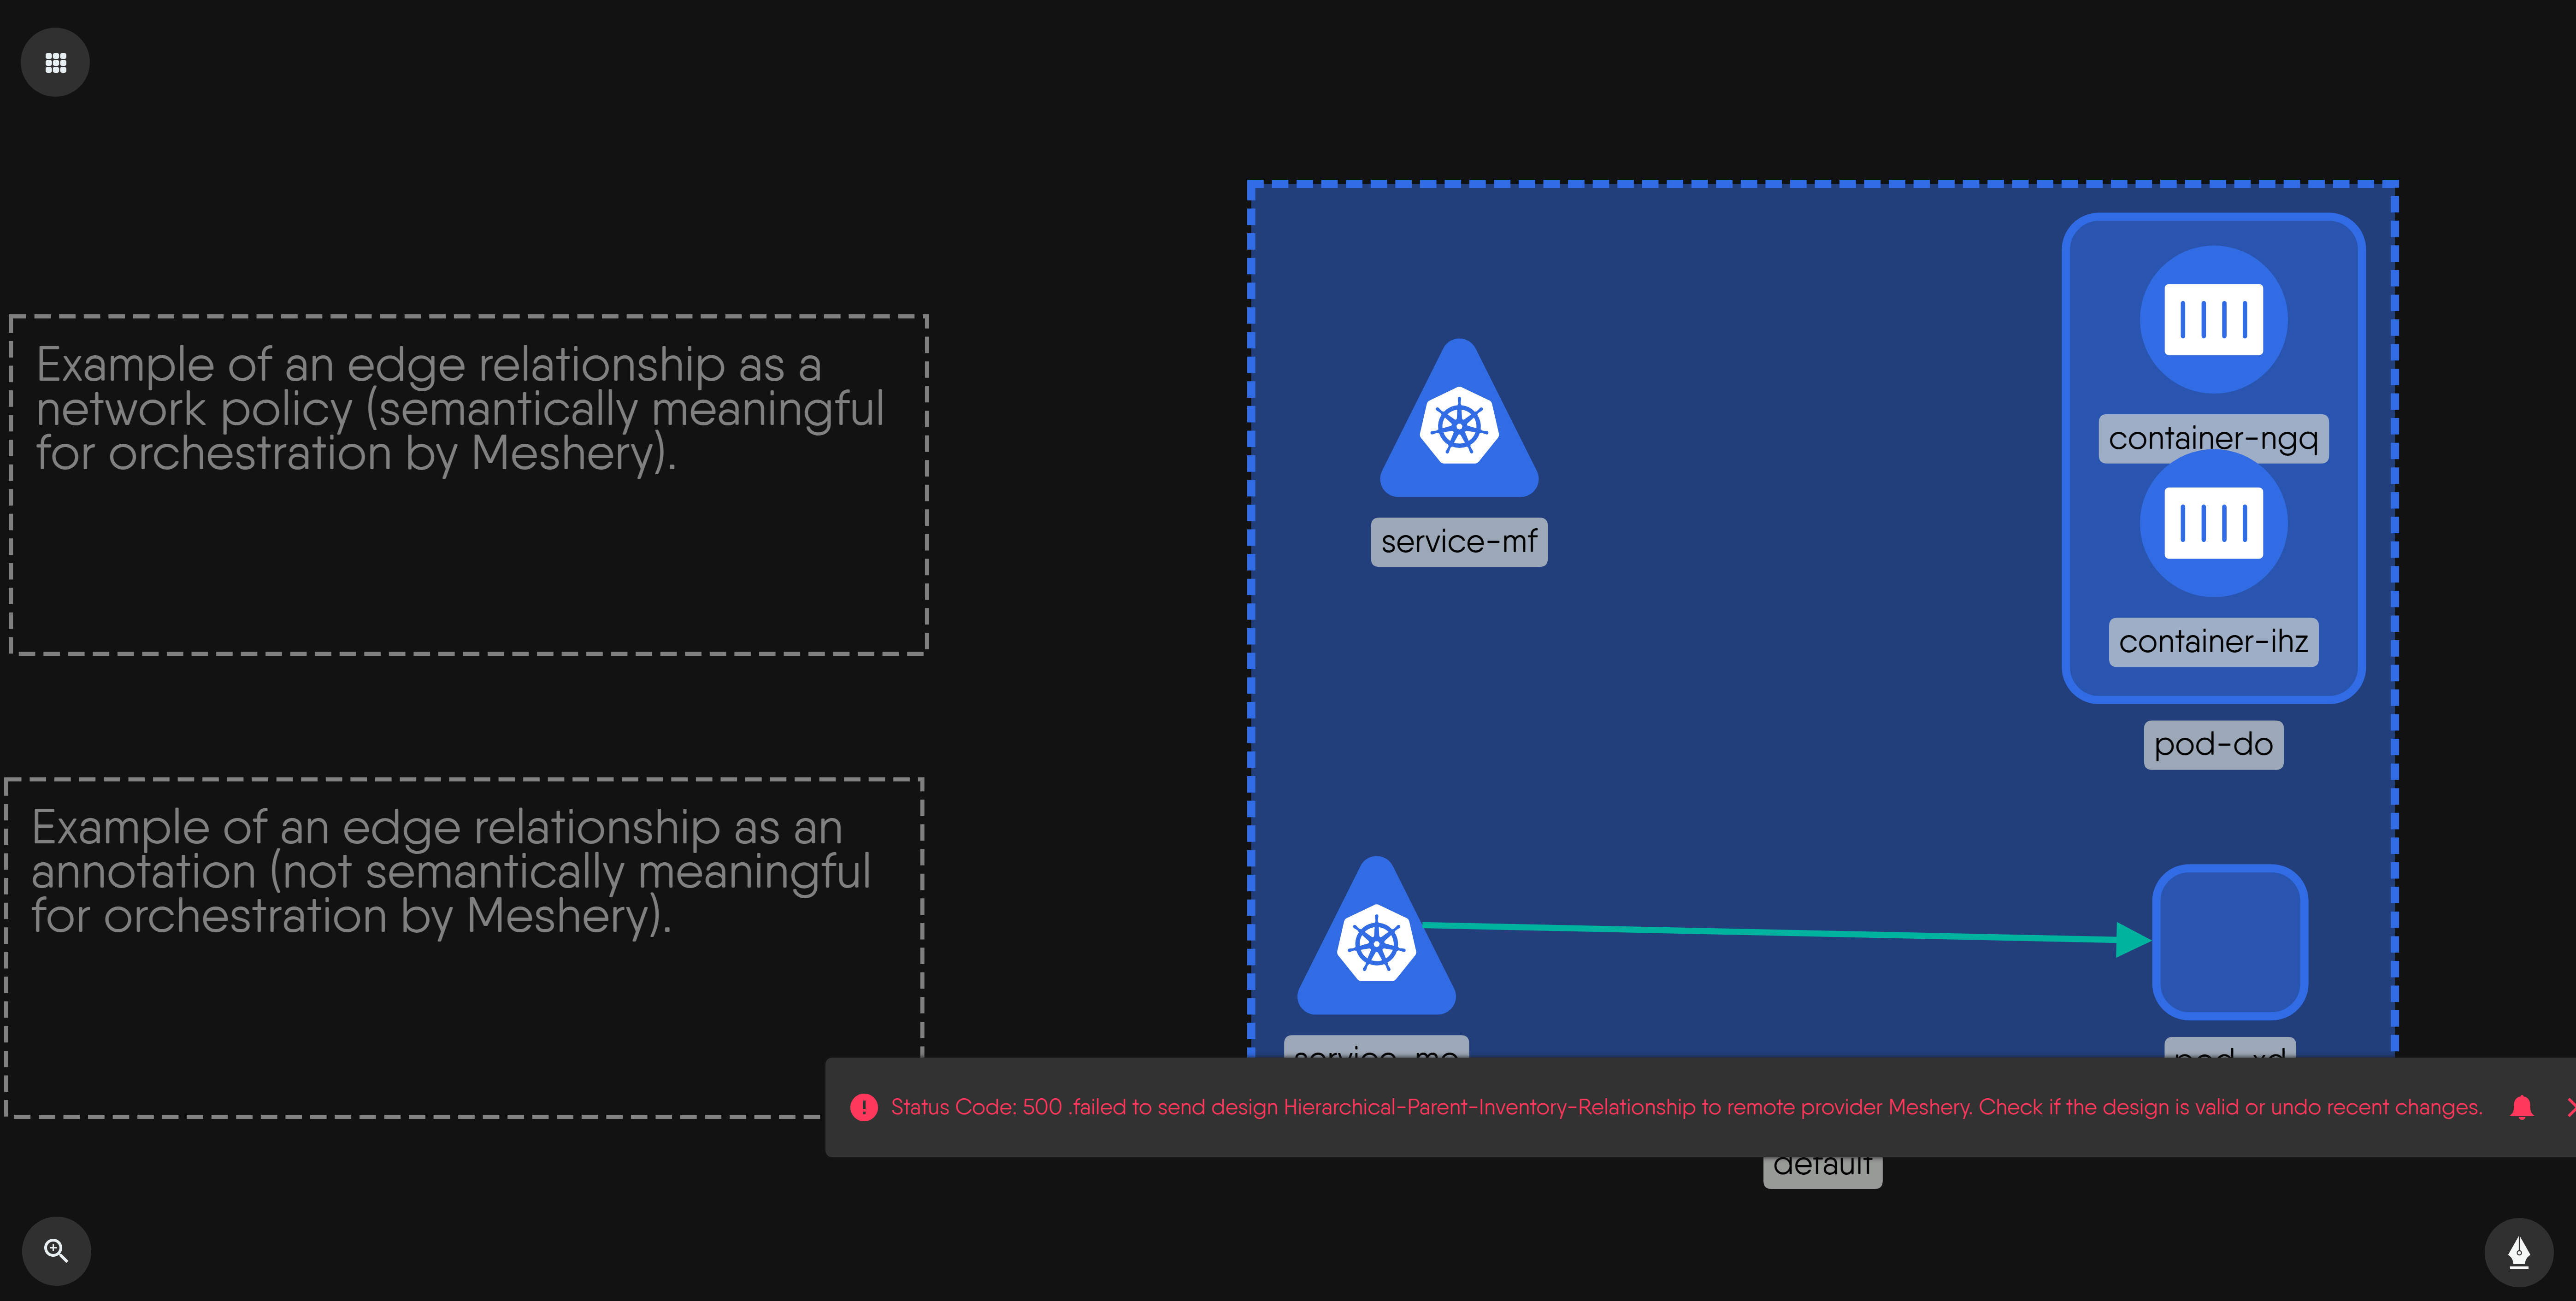 Example of an edge relationship as a
network policy (semantically meaningful
for orchestration by Meshery).
container-ngq
service-mf
container-ihz
pod-do
Example of an edge relationship as an
annotation (not semantically meaningful
for orchestration by Meshery).
Status Code: 500 .failed to send design Hierarchical-Parent-Inventory-Relationship to remote provider Meshery. Check if the design is valid or undo recent changes.
default